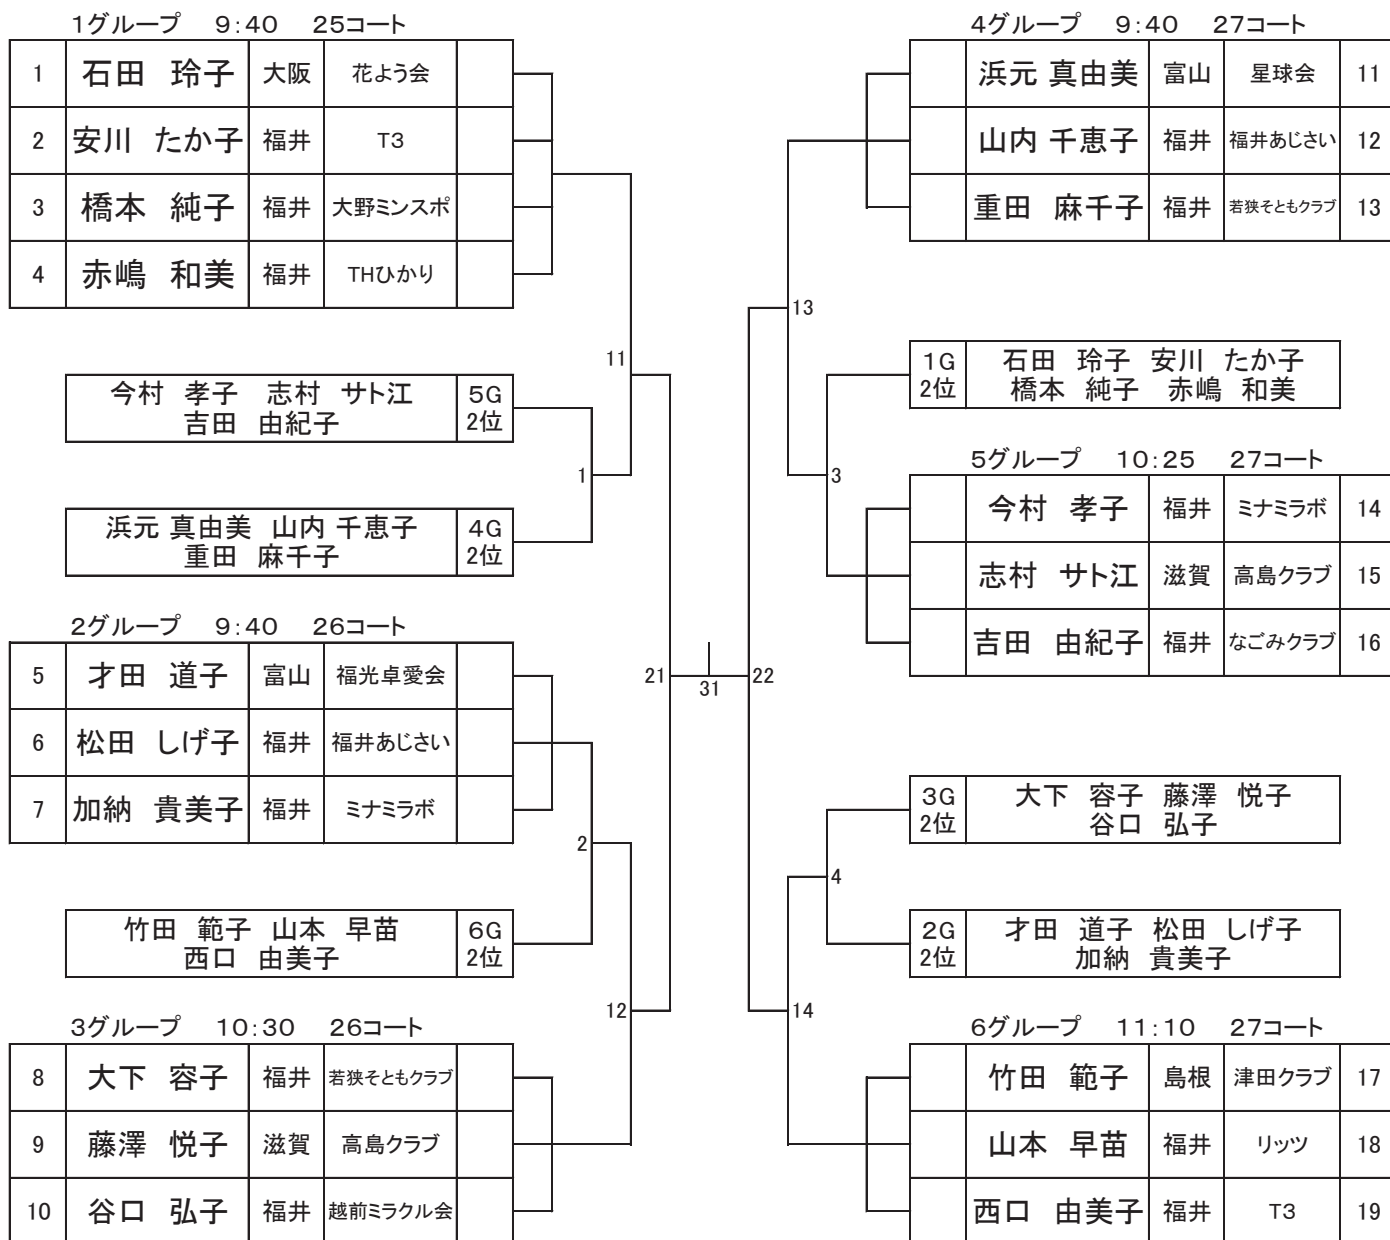 1グループ 9:40 25コート
1 石田 玲子 大阪 花よう会
2 安川 たか子 福井 T3
3 橋本 純子 福井 大野ミンスポ
4 赤嶋 和美 福井 THひかり
11
今村 孝子 志村 サト江 5G
吉田 由紀子 2位
1
浜元 真由美 山内 千恵子 4G
重田 麻千子 2位
2グループ 9:40 26コート
5 才田 道子 富山 福光卓愛会
6 松田 しげ子 福井 福井あじさい
7 加納 貴美子 福井 ミナミラボ
21
2
竹田 範子 山本 早苗 6G
西口 由美子 2位
12
3グループ 10:30 26コート
8 大下 容子 福井 若狭そともクラブ
9 藤澤 悦子 滋賀 高島クラブ
10 谷口 弘子 福井 越前ミラクル会
31
4グループ 9:40 27コート
浜元 真由美 富山 星球会 11
山内 千恵子 福井 福井あじさい 12
重田 麻千子 福井 若狭そともクラブ 13
13
1G 石田 玲子 安川 たか子
2位 橋本 純子 赤嶋 和美
3
5グループ 10:25 27コート
今村 孝子 福井 ミナミラボ 14
志村 サト江 滋賀 高島クラブ 15
吉田 由紀子 福井 なごみクラブ 16
22
3G 大下 容子 藤澤 悦子
2位 谷口 弘子
4
2G 才田 道子 松田 しげ子
2位 加納 貴美子
14
6グループ 11:10 27コート
竹田 範子 島根 津田クラブ 17
山本 早苗 福井 リッツ 18
西口 由美子 福井 T3 19